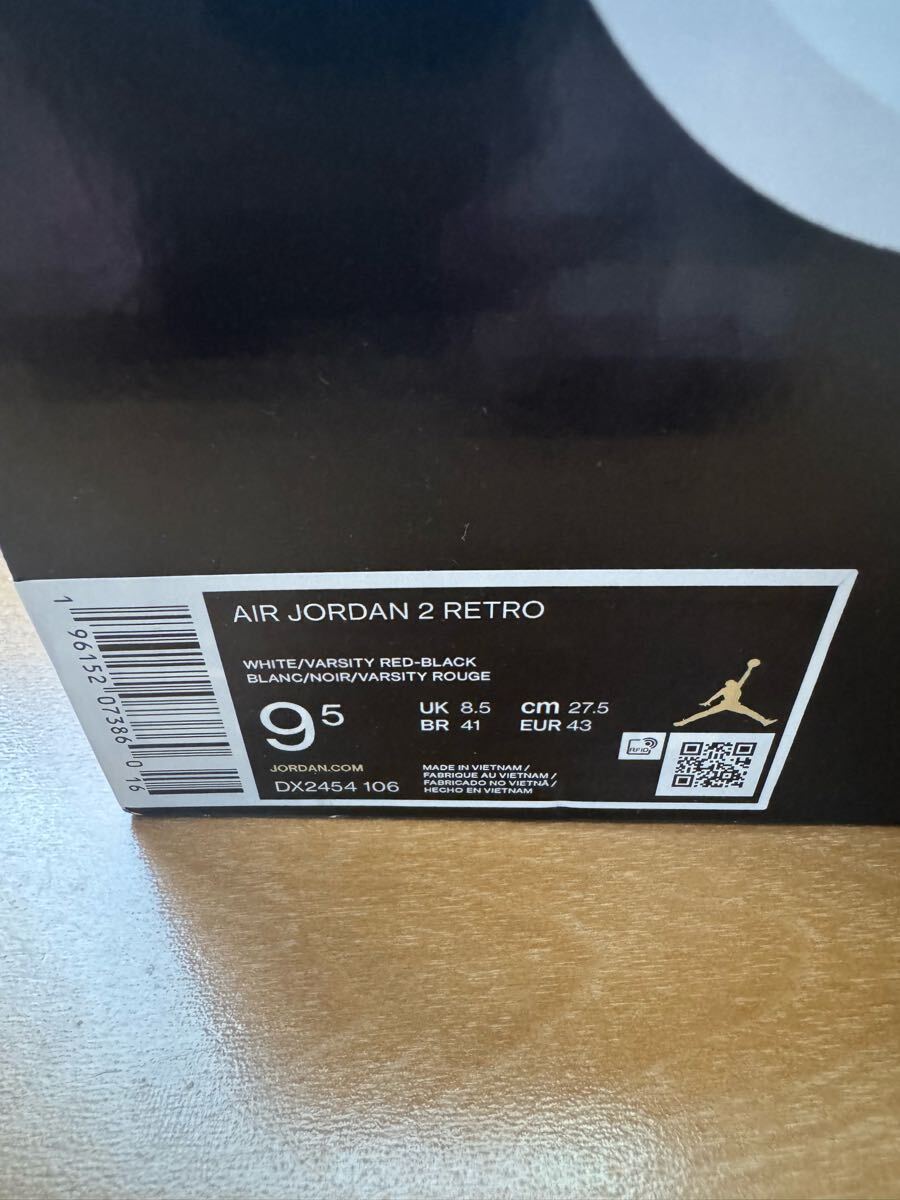 AIR JORDAN 2 RETRO
WHITE/VARSITY RED-BLACK
BLANC/NOIR/VARSITY ROUGE
9 5
UK 8.5 cm 27.5
BR 41 EUR 43
JORDAN.COM
DX2454 106
MADE IN VIETNAM /
FABRIQUE AU VIETNAM /
FABRICADO NO VIETNÃ /
HECHO EN VIETNAM
RFID
1 96152 07386 01 6